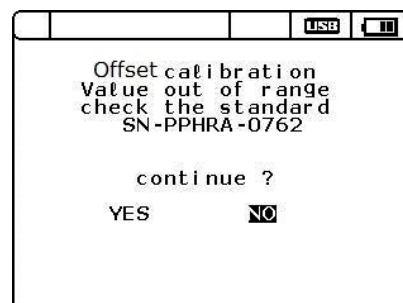 USB
Offset calibration
Value out of range
check the standard
SN-PPHRA-0762
continue ?
YES NO